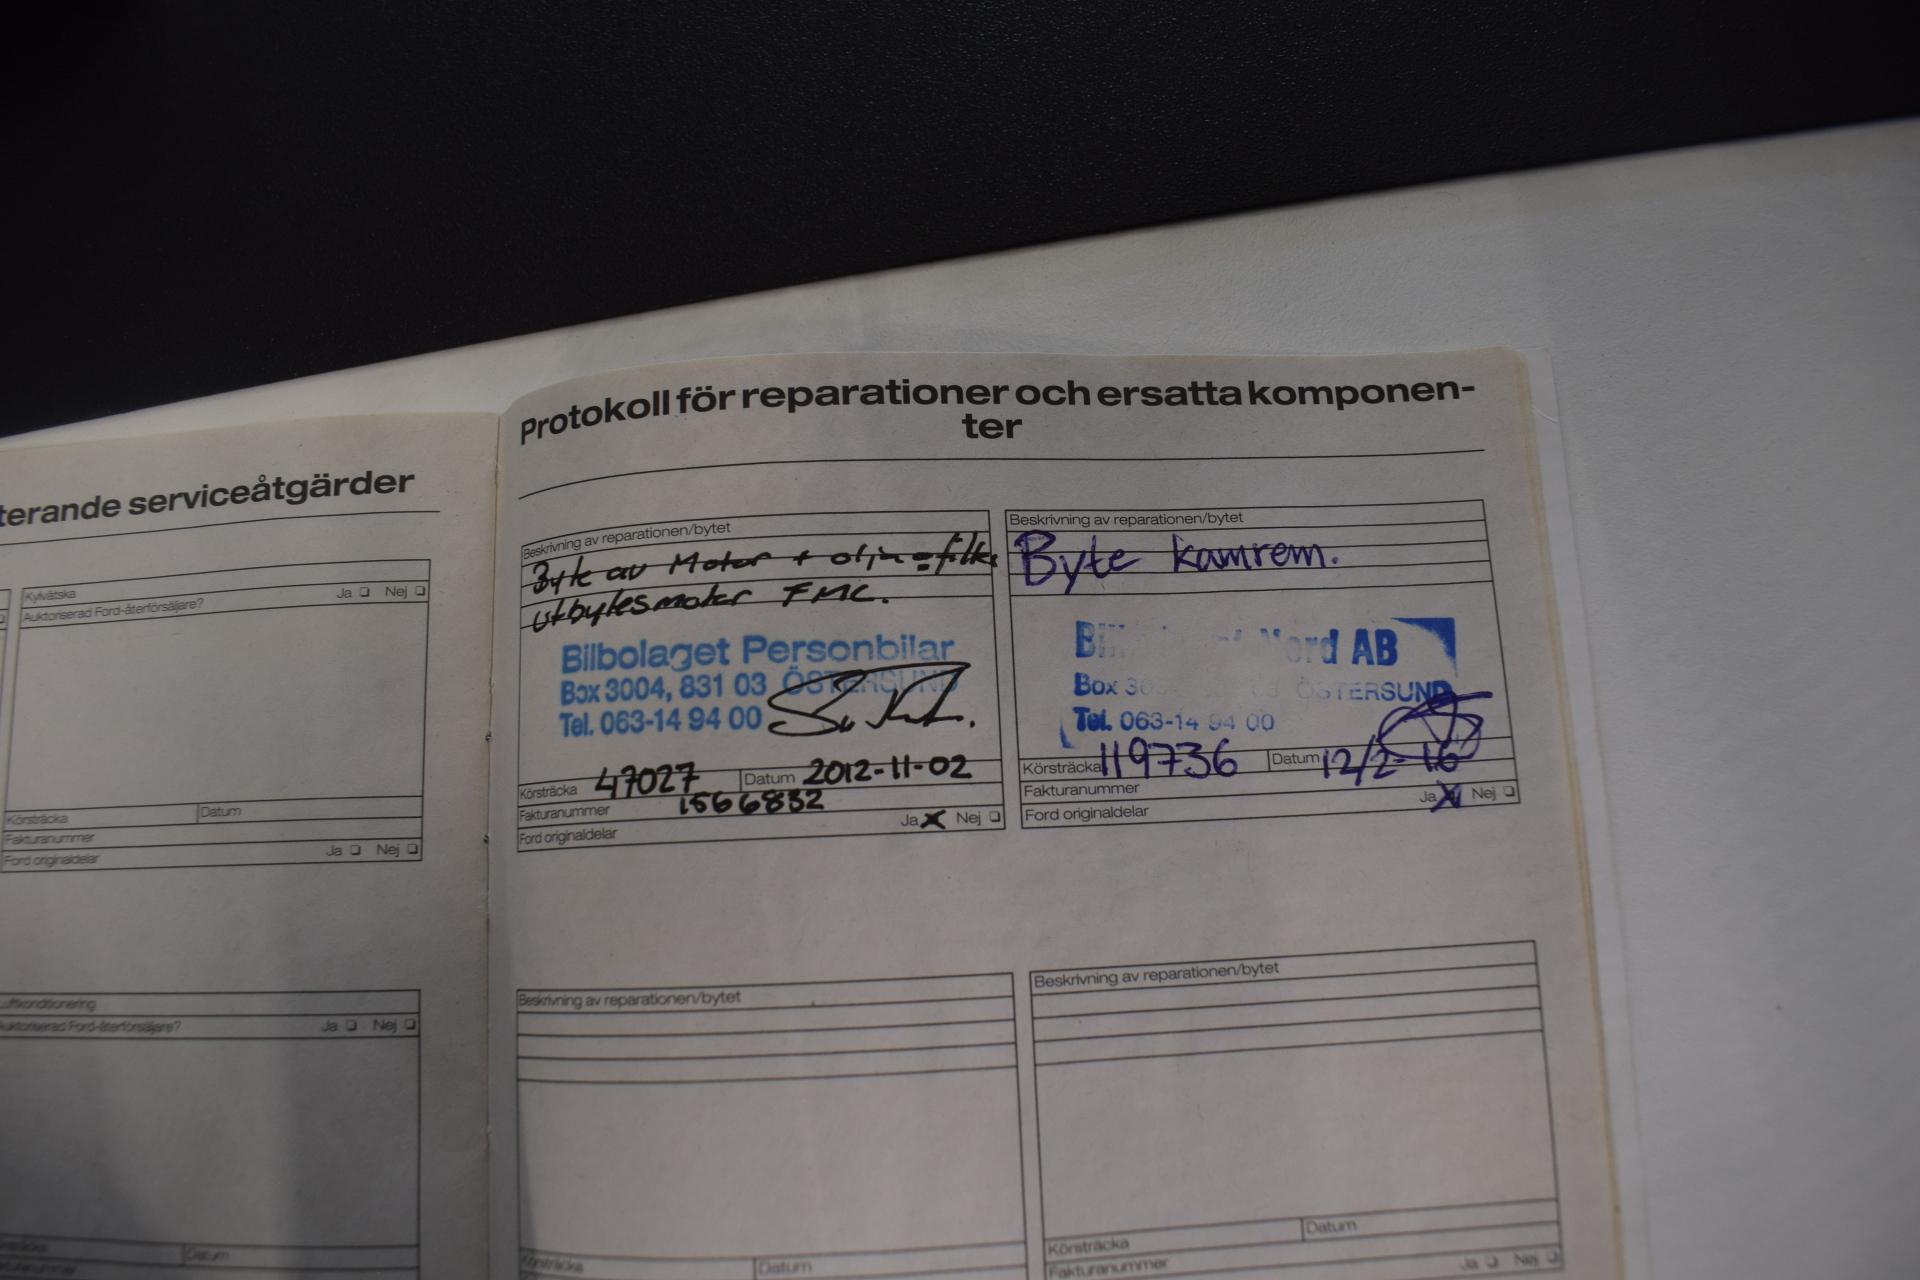 terande serviceåtgärder
Kylvätska
Auktoriserad Ford-återförsäljare?
Ja Nej
Körsträcka
Datum
Fakturanummer
Ford originaldelar
Ja Nej
Luftkonditionering
Auktoriserad Ford-återförsäljare?
Ja Nej
Körsträcka
Datum
Fakturanummer
Protokoll för reparationer och ersatta komponen-
ter
Beskrivning av reparationen/bytet
Byte av Motor + olja = filter
utbytesmotor FMC.
Bilbolaget Personbilar
Box 3004, 831 03 ÖSTERSUND
Tel. 063-14 94 00
Körsträcka 47027
Datum 2012-11-02
Fakturanummer 1566832
Ford originaldelar
Ja X Nej
Beskrivning av reparationen/bytet
Byte kamrem.
Nord AB
Box ÖSTERSUND
Tel. 063-14 94 00
Körsträcka 119736
Datum 12/2-16
Fakturanummer
Ford originaldelar
Ja X Nej
Beskrivning av reparationen/bytet
Körsträcka
Datum
Beskrivning av reparationen/bytet
Körsträcka
Datum
Fakturanummer
Ja Nej